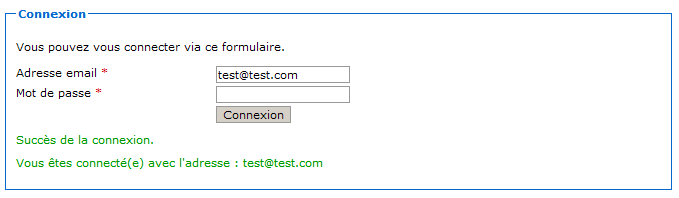 Connexion
Vous pouvez vous connecter via ce formulaire.
Adresse email * test@test.com
Mot de passe *
Connexion
Succès de la connexion.
Vous êtes connecté(e) avec l'adresse : test@test.com